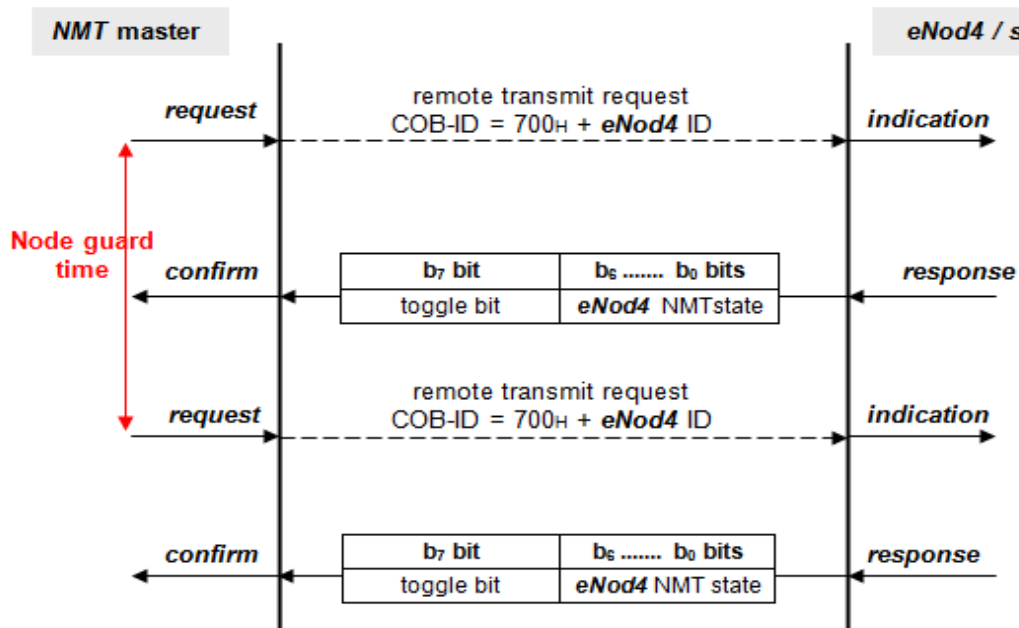 NMT master
eNod4 / s
request
remote transmit request
COB-ID = 700H + eNod4 ID
indication
Node guard
time
confirm
b7 bit
b6 ....... b0 bits
response
toggle bit
eNod4 NMTstate
remote transmit request
request
COB-ID = 700H + eNod4 ID
indication
confirm
b7 bit
b6 ....... b0 bits
response
toggle bit
eNod4 NMT state